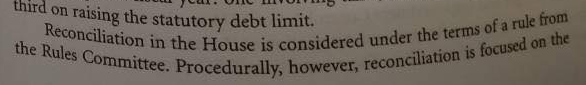 third on raising the statutory debt limit.
Reconciliation in the House is considered under the terms of a rule from
the Rules Committee. Procedurally, however, reconciliation is focused on the